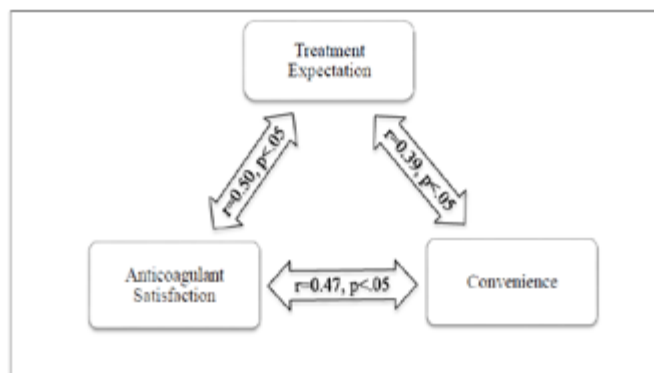 Treatment
Expectation
r=0.50, p<.05
r=0.39, p<.05
Anticoagulant
Satisfaction
r=0.47, p<.05
Convenience